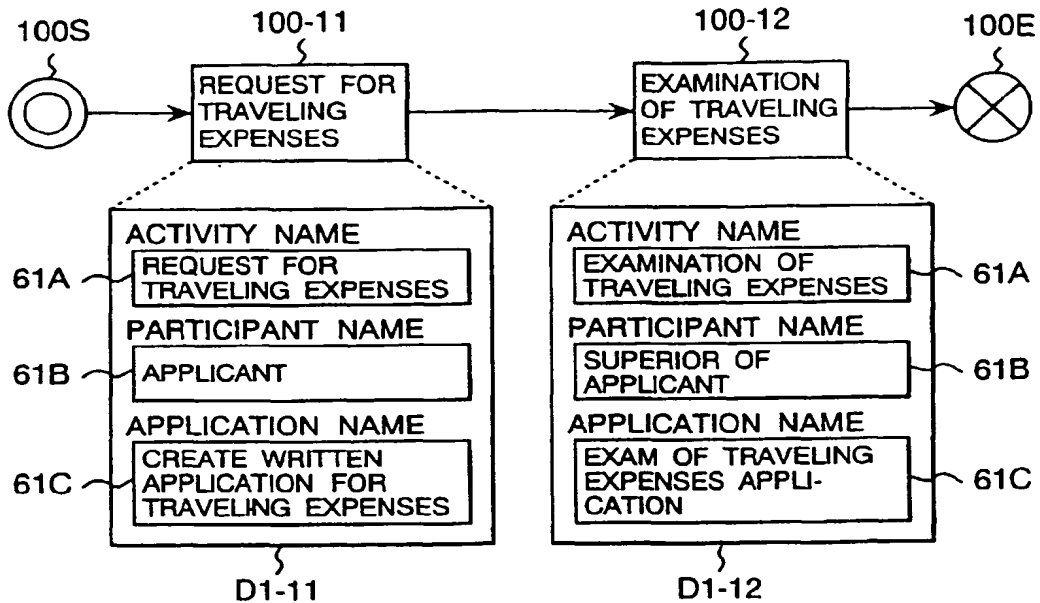 100S
100-11
100-12
100E
REQUEST FOR
TRAVELING
EXPENSES
EXAMINATION
OF TRAVELING
EXPENSES
ACTIVITY NAME
61A
REQUEST FOR
TRAVELING EXPENSES
PARTICIPANT NAME
61B
APPLICANT
APPLICATION NAME
61C
CREATE WRITTEN
APPLICATION FOR
TRAVELING EXPENSES
D1-11
ACTIVITY NAME
EXAMINATION OF
TRAVELING EXPENSES
61A
PARTICIPANT NAME
SUPERIOR OF
APPLICANT
61B
APPLICATION NAME
EXAM OF TRAVELING
EXPENSES APPLI-
CATION
61C
D1-12